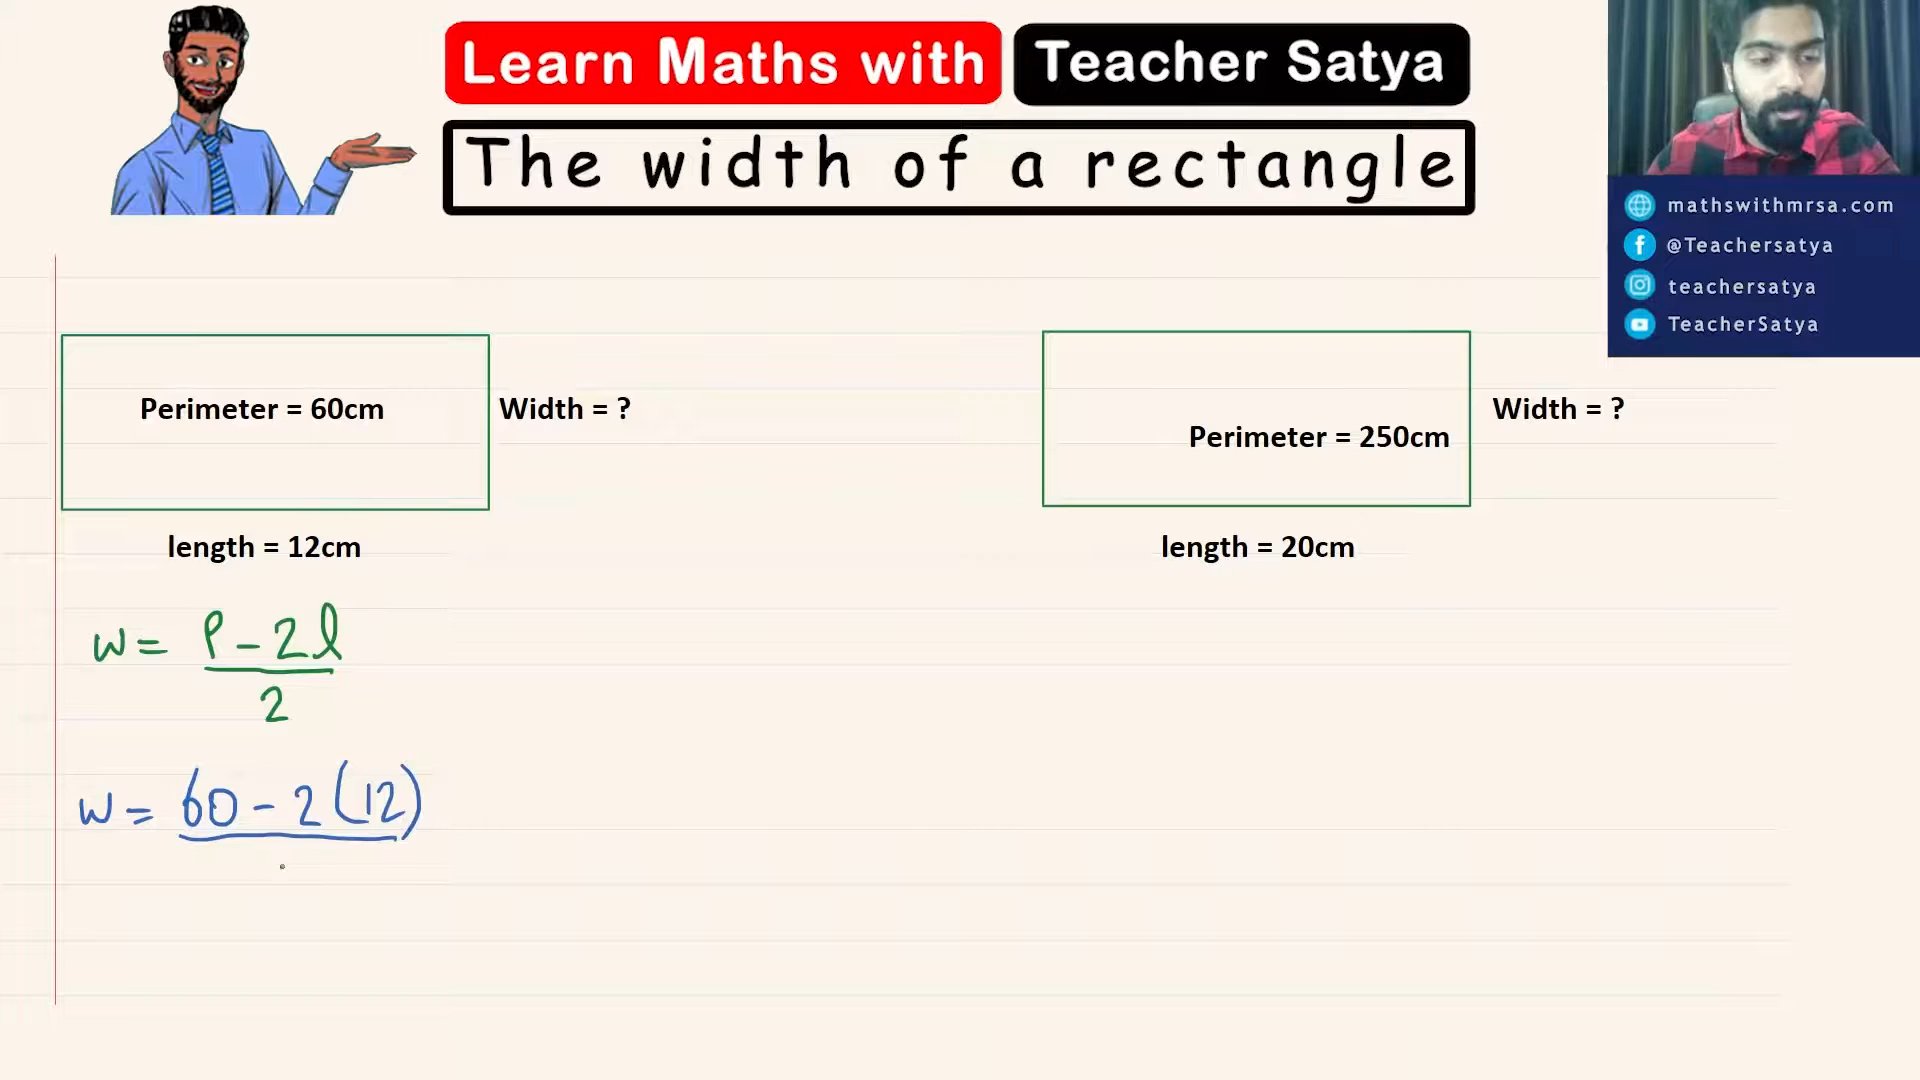 Learn Maths with Teacher Satya
The width of a rectangle
mathswithmrsa.com
@Teachersatya
teachersatya
TeacherSatya
Perimeter = 60cm
Width = ?
length = 12cm
Perimeter = 250cm
Width = ?
length = 20cm
w = P - 2l
2
w = 60 - 2 (12)